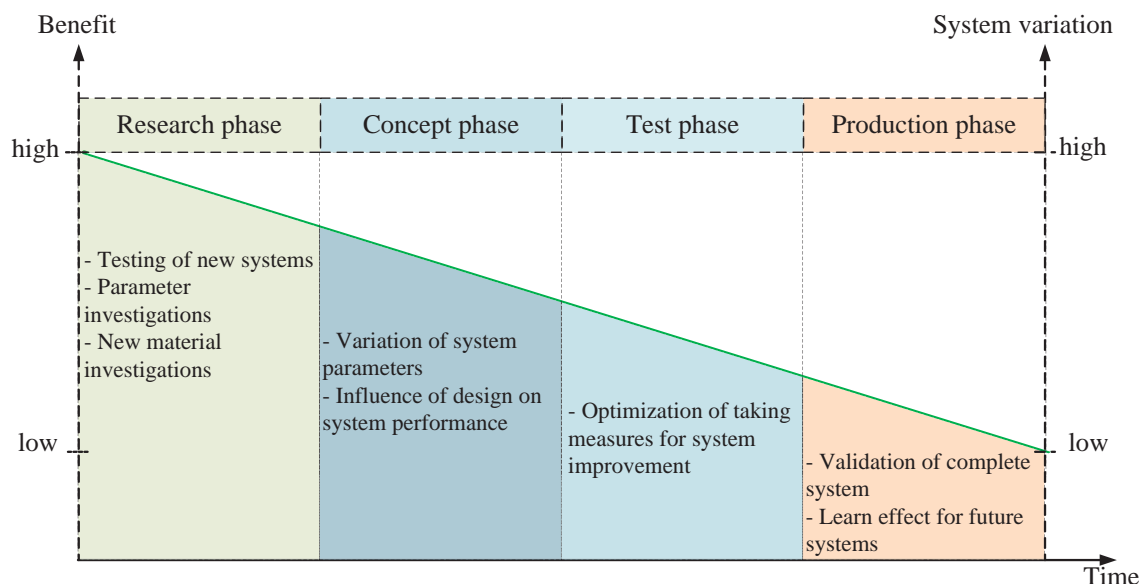 Benefit
System variation
Research phase
Concept phase
Test phase
Production phase
high
high
- Testing of new systems
- Parameter
investigations
- New material
investigations
- Variation of system
parameters
- Influence of design on
system performance
- Optimization of taking
measures for system
improvement
- Validation of complete
system
- Learn effect for future
systems
low
low
Time